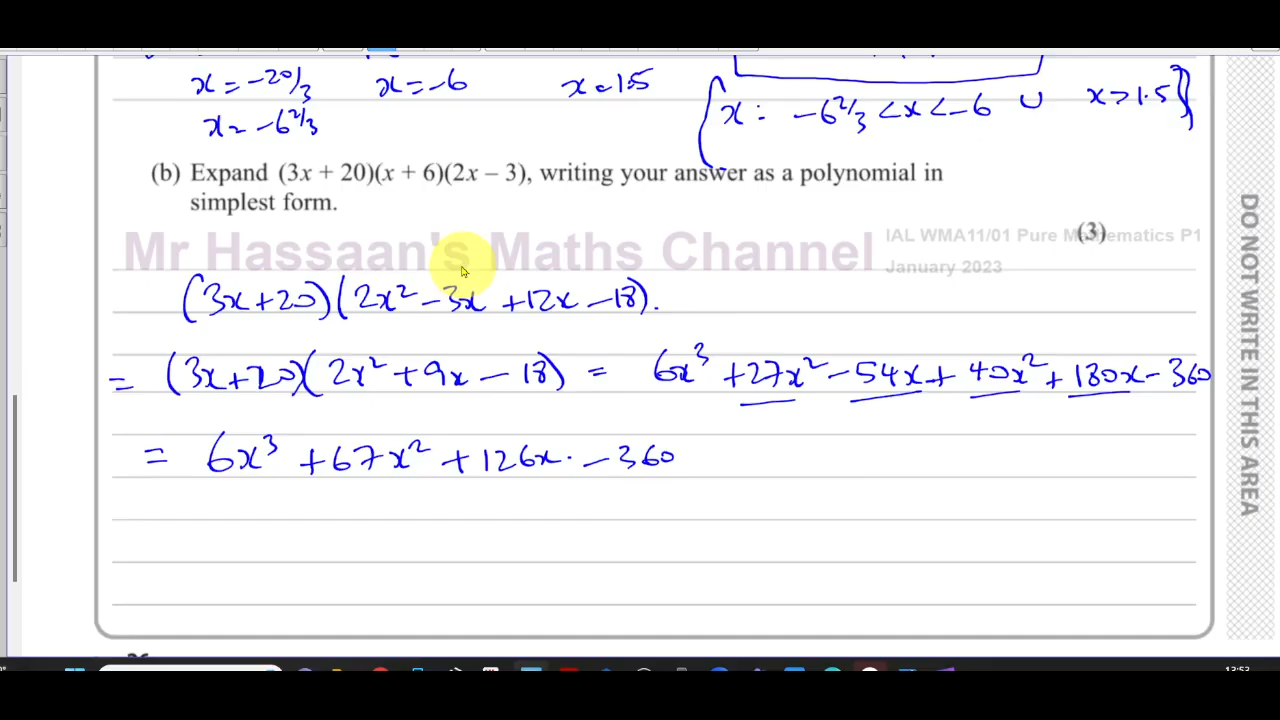 x = -20/3 x = -6 x = 1.5
x = -6 2/3
{x : -6 2/3 < x < -6 ∪ x > 1.5}
(b) Expand (3x + 20)(x + 6)(2x – 3), writing your answer as a polynomial in
simplest form.
(3)
Mr Hassaan's Maths Channel
IAL WMA11/01 Pure Mathematics P1
January 2023
(3x+20)(2x² - 3x + 12x - 18).
= (3x+20)(2x² + 9x - 18) = 6x³ + 27x² - 54x + 40x² + 180x - 360
= 6x³ + 67x² + 126x. - 360
DO NOT WRITE IN THIS AREA
13:53